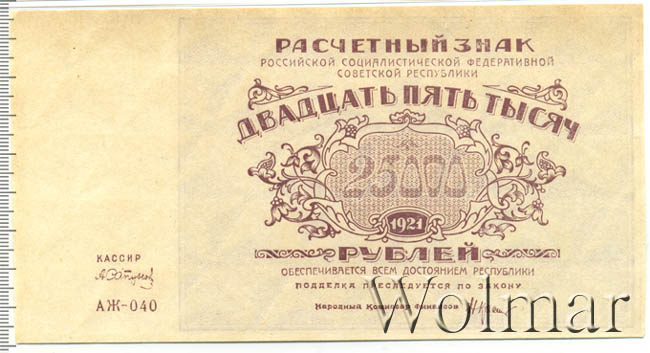 РАСЧЕТНЫЙ ЗНАК
РОССИЙСКОЙ СОЦИАЛИСТИЧЕСКОЙ ФЕДЕРАТИВНОЙ
СОВЕТСКОЙ РЕСПУБЛИКИ
ДВАДЦАТЬ ПЯТЬ ТЫСЯЧ
25000
1921
РУБЛЕЙ
ОБЕСПЕЧИВАЕТСЯ ВСЕМ ДОСТОЯНИЕМ РЕСПУБЛИКИ
ПОДДЕЛКА ПРЕСЛЕДУЕТСЯ ПО ЗАКОНУ
Народный Комиссар Финансов
КАССИР
АЖ-040
Wolmar